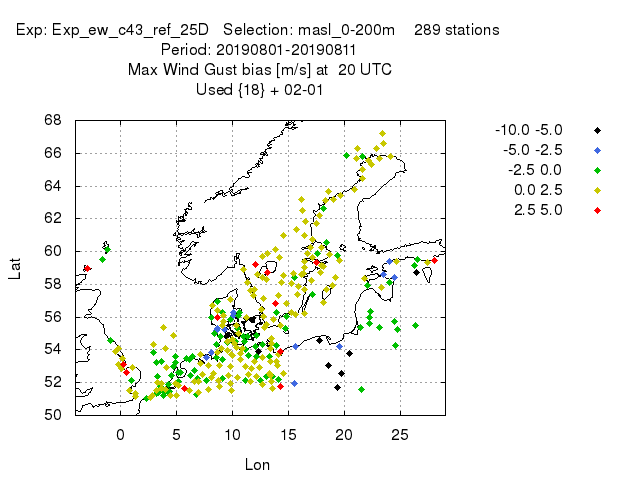 Exp: Exp_ew_c43_ref_25D Selection: masl_0-200m 289 stations
Period: 20190801-20190811
Max Wind Gust bias [m/s] at 20 UTC
Used {18} + 02-01
68
66
64
62
60
58
56
54
52
50
Lat
0 5 10 15 20 25
Lon
-10.0 -5.0
-5.0 -2.5
-2.5 0.0
0.0 2.5
2.5 5.0